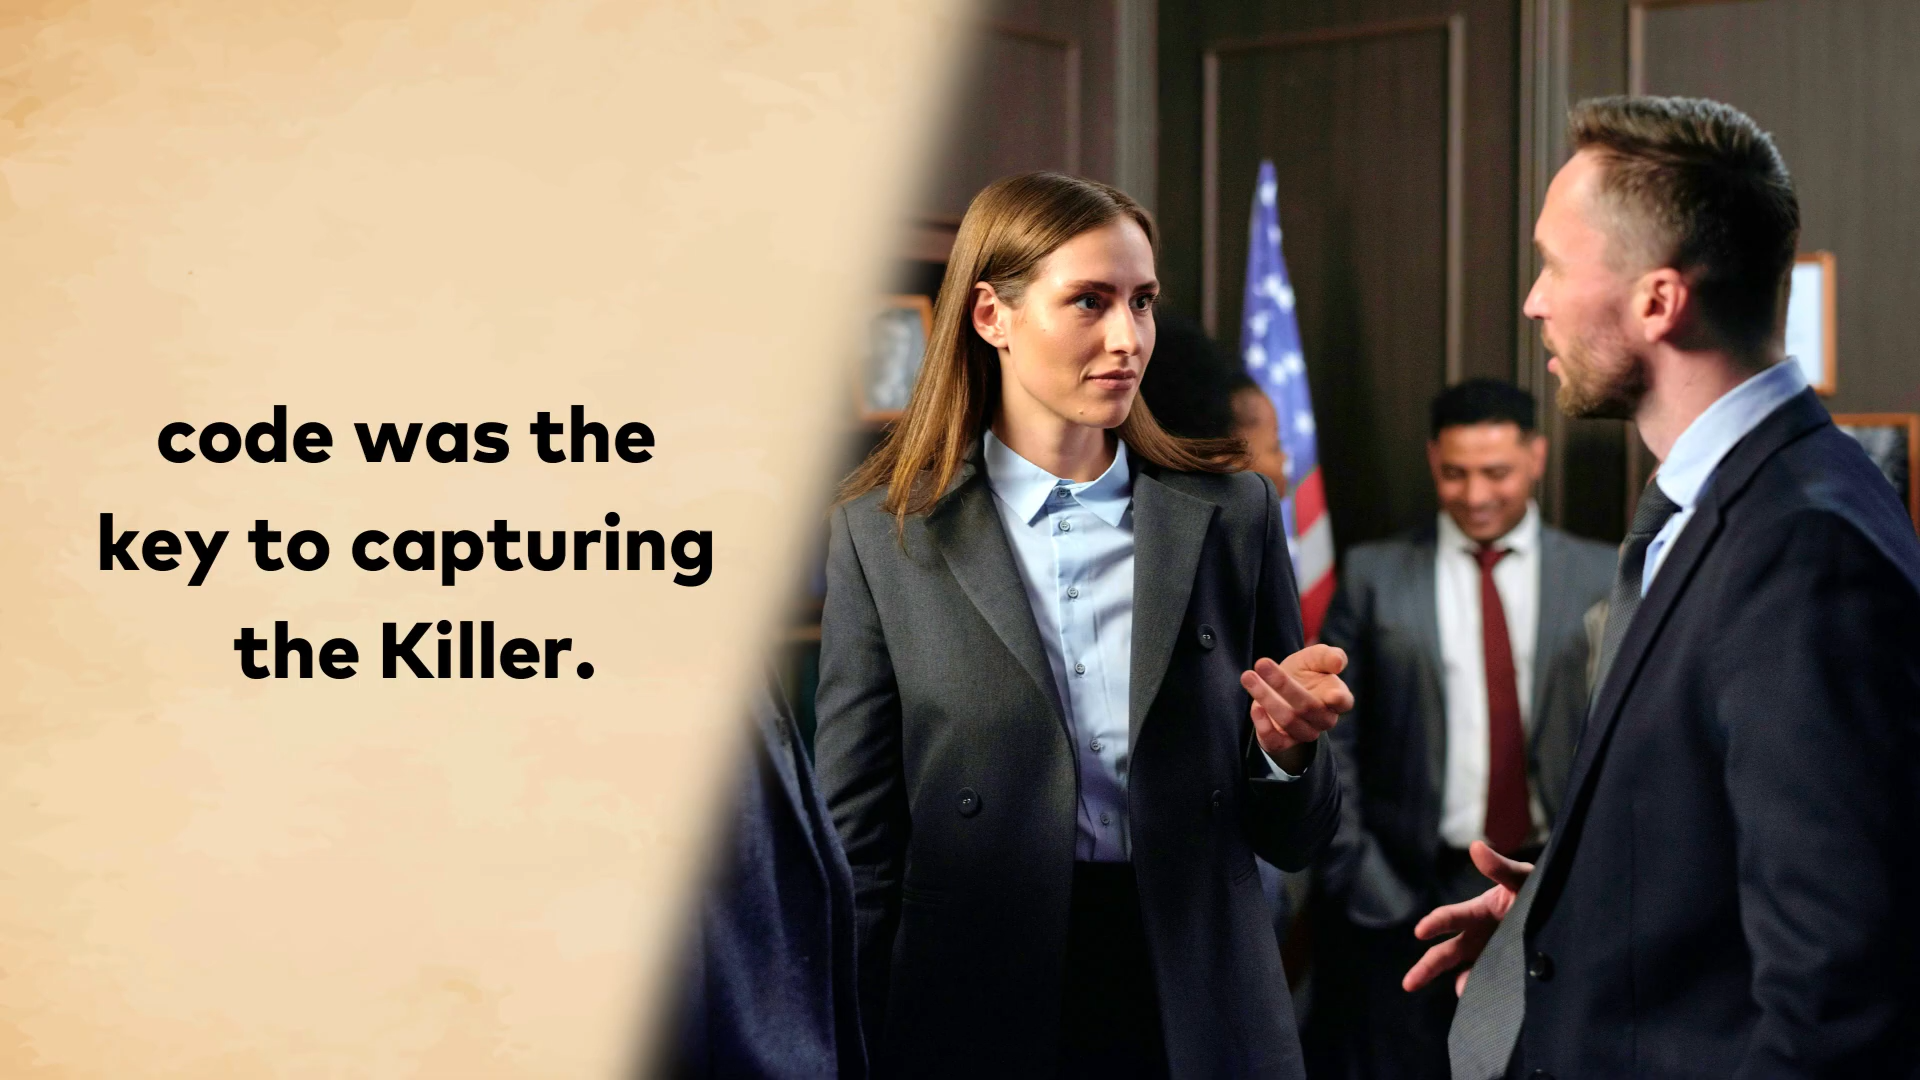 code was the
key to capturing
the Killer.